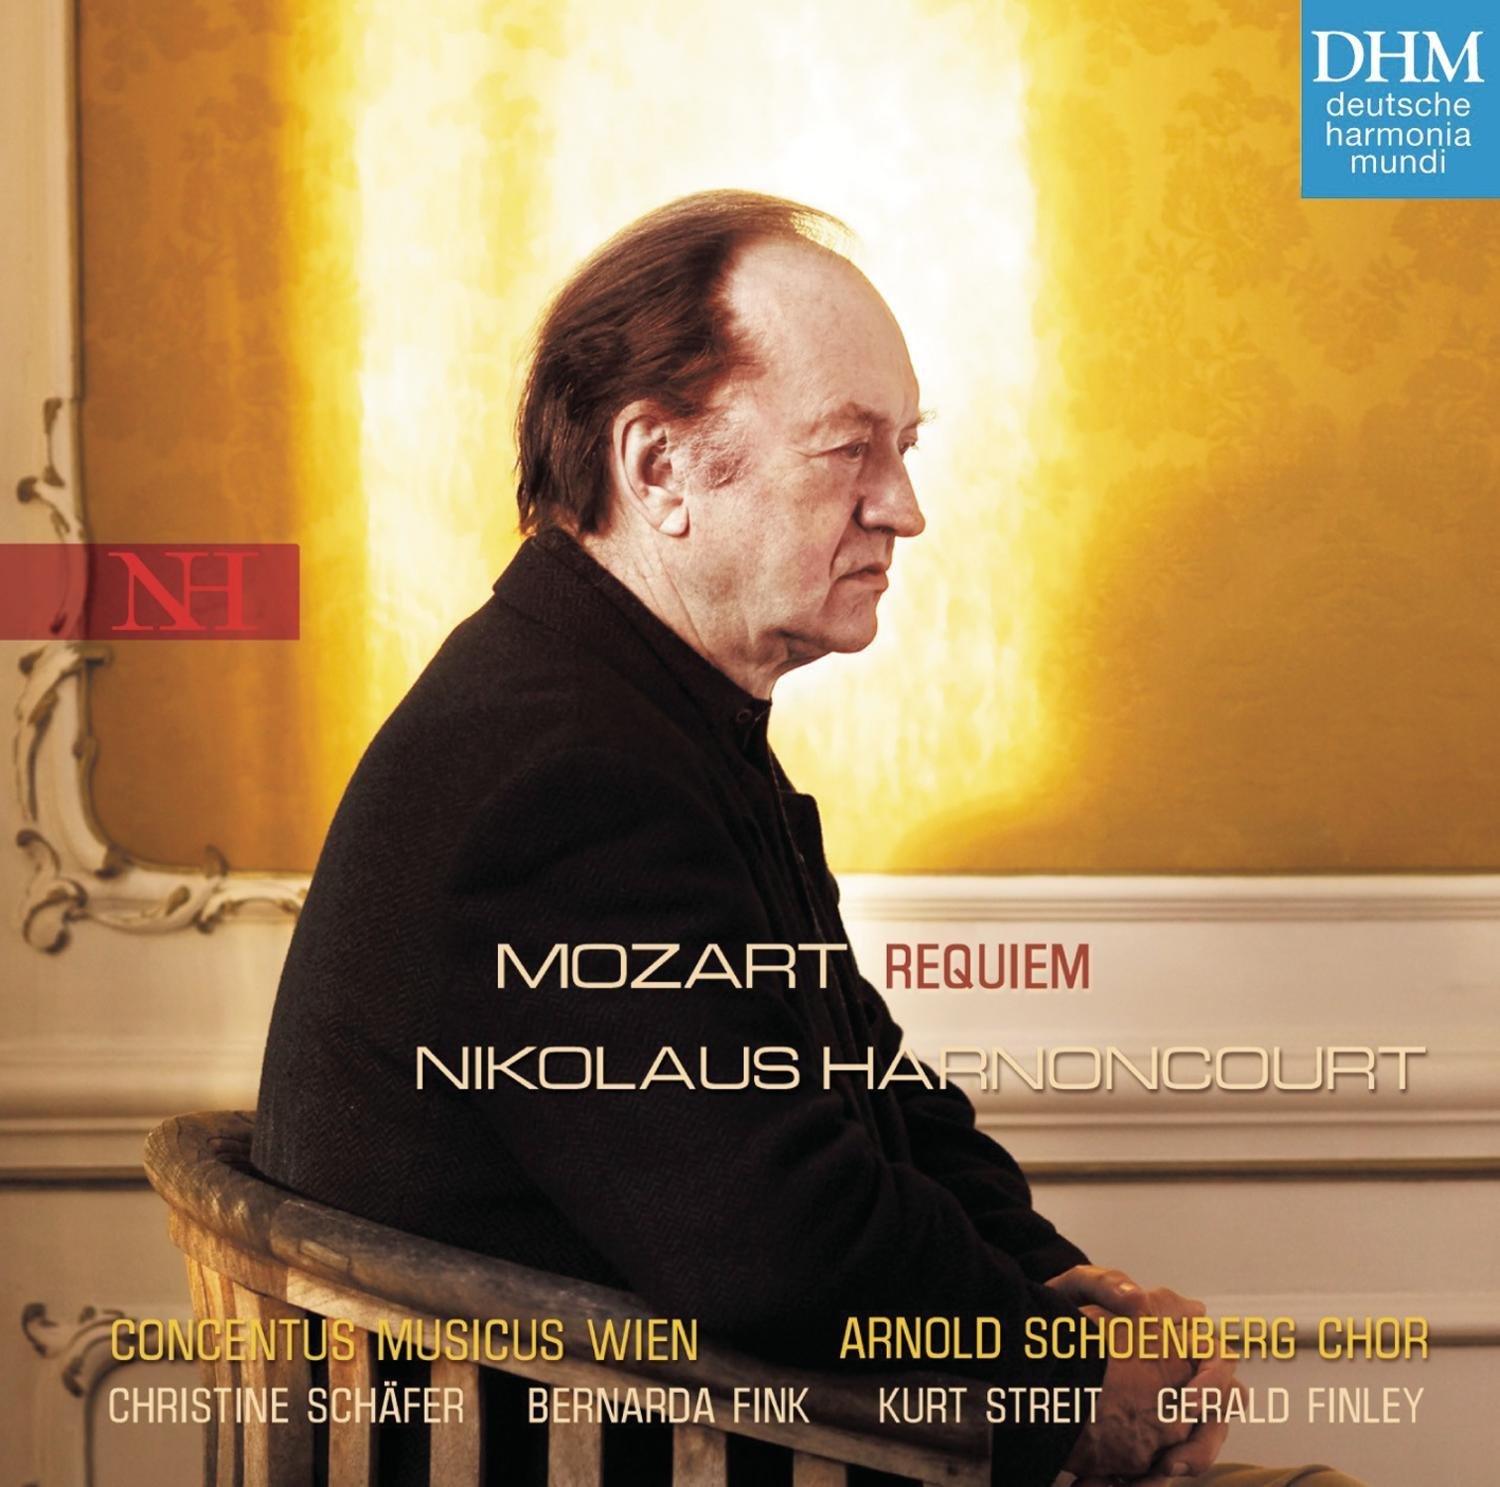 DHM
deutsche
harmonia
mundi
NH
MOZART REQUIEM
NIKOLAUS HARNONCOURT
CONCENTUS MUSICUS WIEN ARNOLD SCHOENBERG CHOR
CHRISTINE SCHÄFER BERNARDA FINK KURT STREIT GERALD FINLEY